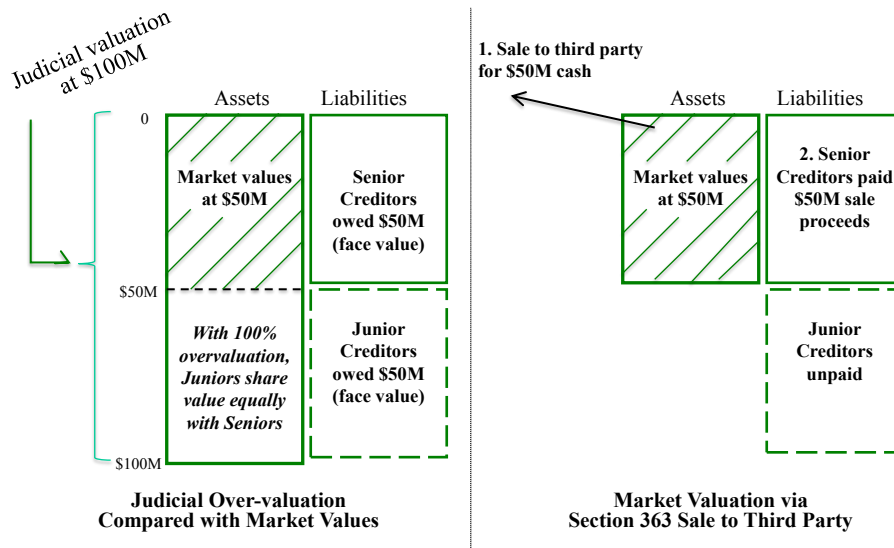 Judicial valuation
at $100M
Assets
Liabilities
0
Market values
at $50M
Senior
Creditors
owed $50M
(face value)
$50M
With 100%
overvaluation,
Juniors share
value equally
with Seniors
Junior
Creditors
owed $50M
(face value)
$100M
Judicial Over-valuation
Compared with Market Values
1. Sale to third party
for $50M cash
Assets
Liabilities
Market values
at $50M
2. Senior
Creditors paid
$50M sale
proceeds
Junior
Creditors
unpaid
Market Valuation via
Section 363 Sale to Third Party